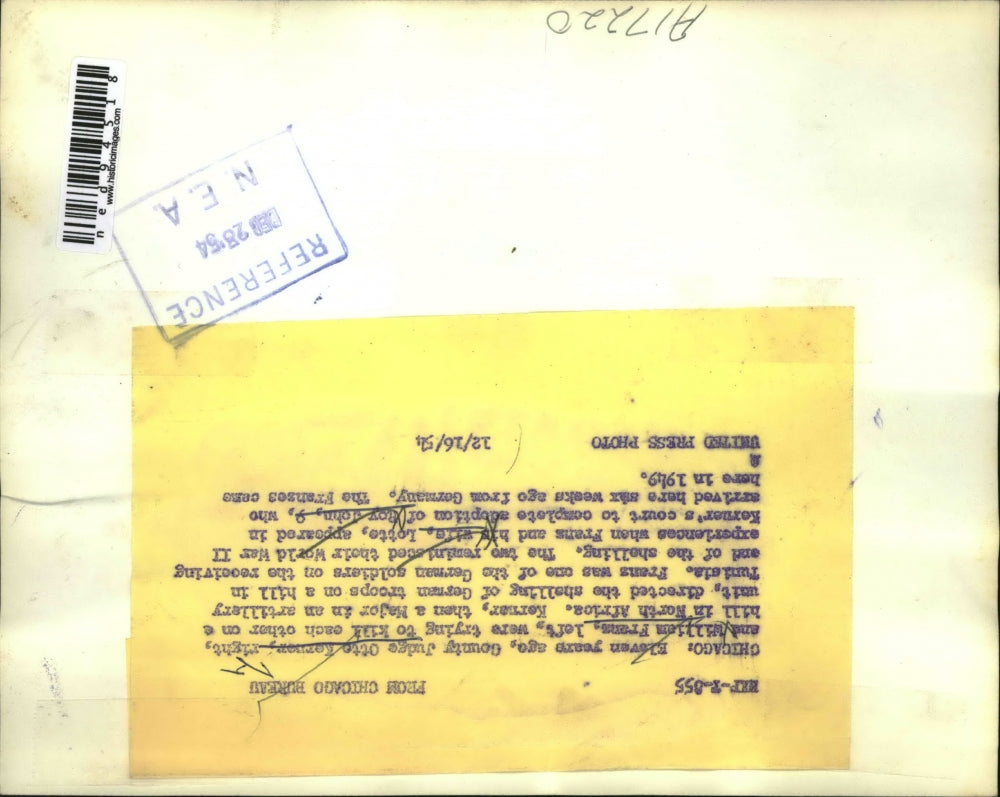 NXP-X-855 FROM CHICAGO BUREAU
CHICAGO: Eleven years ago, County Judge Otto Kerner, right,
and William Franz, left, were trying to kill each other on a
hill in North Africa. Kerner, then a Major in an artillery
unit, directed the shelling of German troops on a hill in
Tunisia. Franz was one of the German soldiers on the receiving
end of the shelling. The two reminisced their World War II
experiences when Franz and his wife, Lotte, appeared in
Kerner's court to complete adoption of Roy John, 9, who
arrived here six weeks ago from Germany. The Franzes came
here in 1949.
UNITED PRESS PHOTO 12/16/54
REFERENCE
DEC 28 '54
N. E. A.
A17220
ned94518
www.historicimages.com